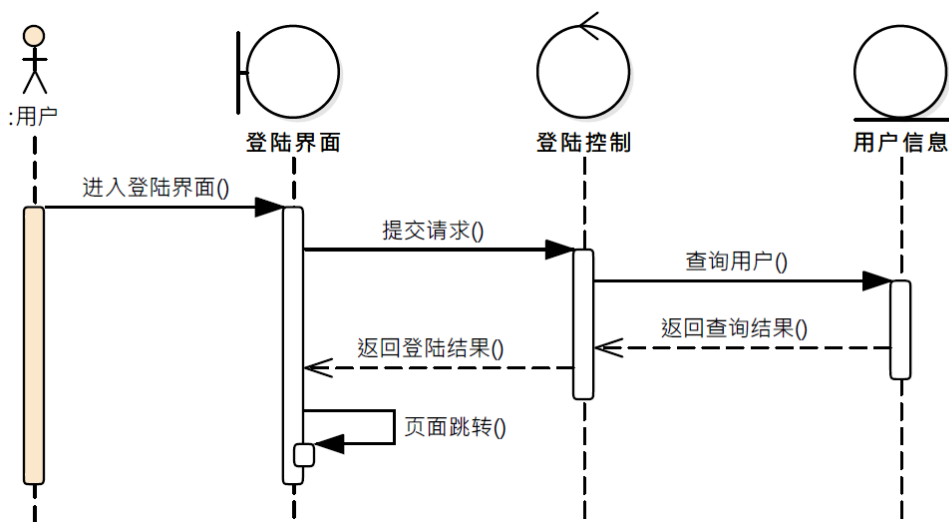 :用户
登陆界面
登陆控制
用户信息
进入登陆界面()
提交请求()
查询用户()
返回查询结果()
返回登陆结果()
页面跳转()